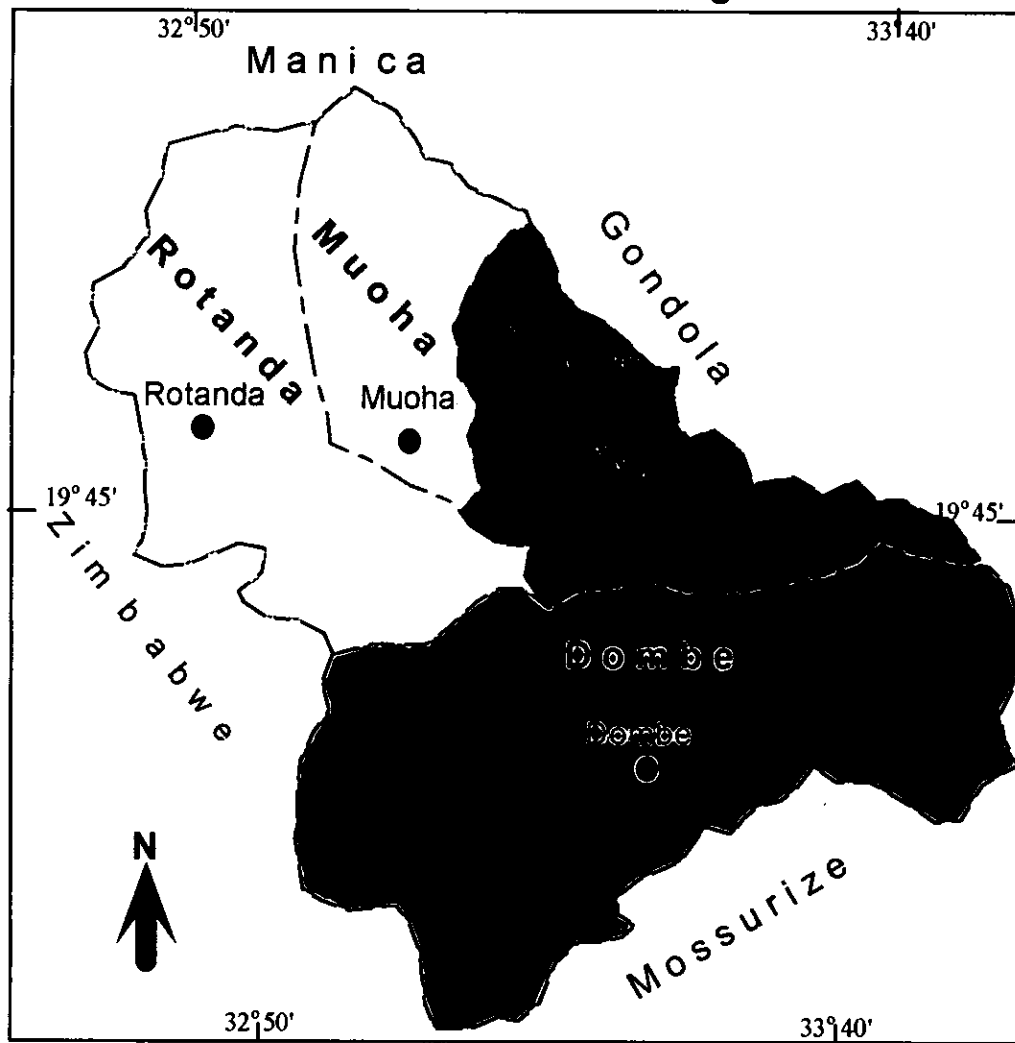 32°50'
33°40'
Manica
Gondola
Muoha
Rotanda
Rotanda
Muoha
19°45'
19°45'
Zimbabwe
Dombe
Dombe
N
Mossurize
32°50'
33°40'